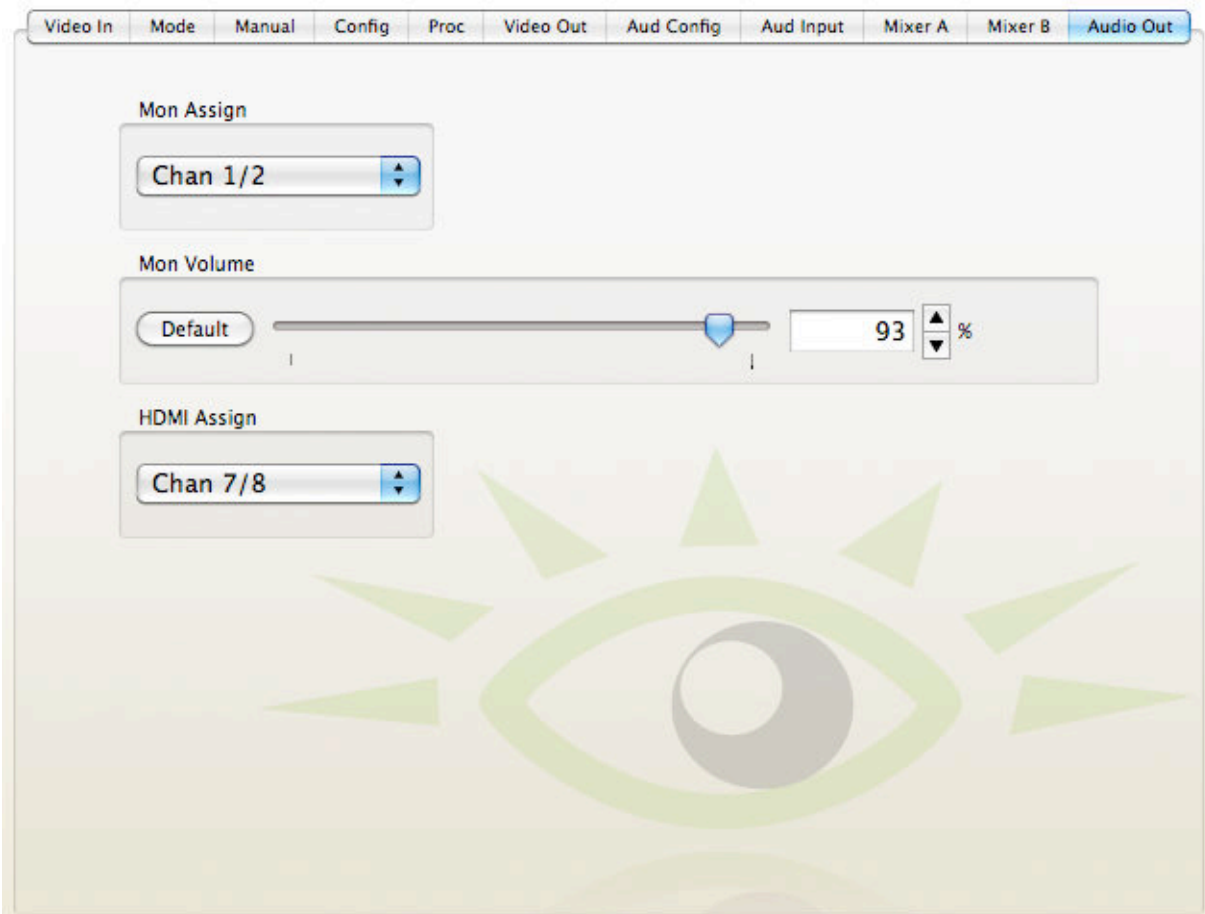 Video In Mode Manual Config Proc Video Out Aud Config Aud Input Mixer A Mixer B Audio Out
Mon Assign
Chan 1/2
Mon Volume
Default 93 %
HDMI Assign
Chan 7/8